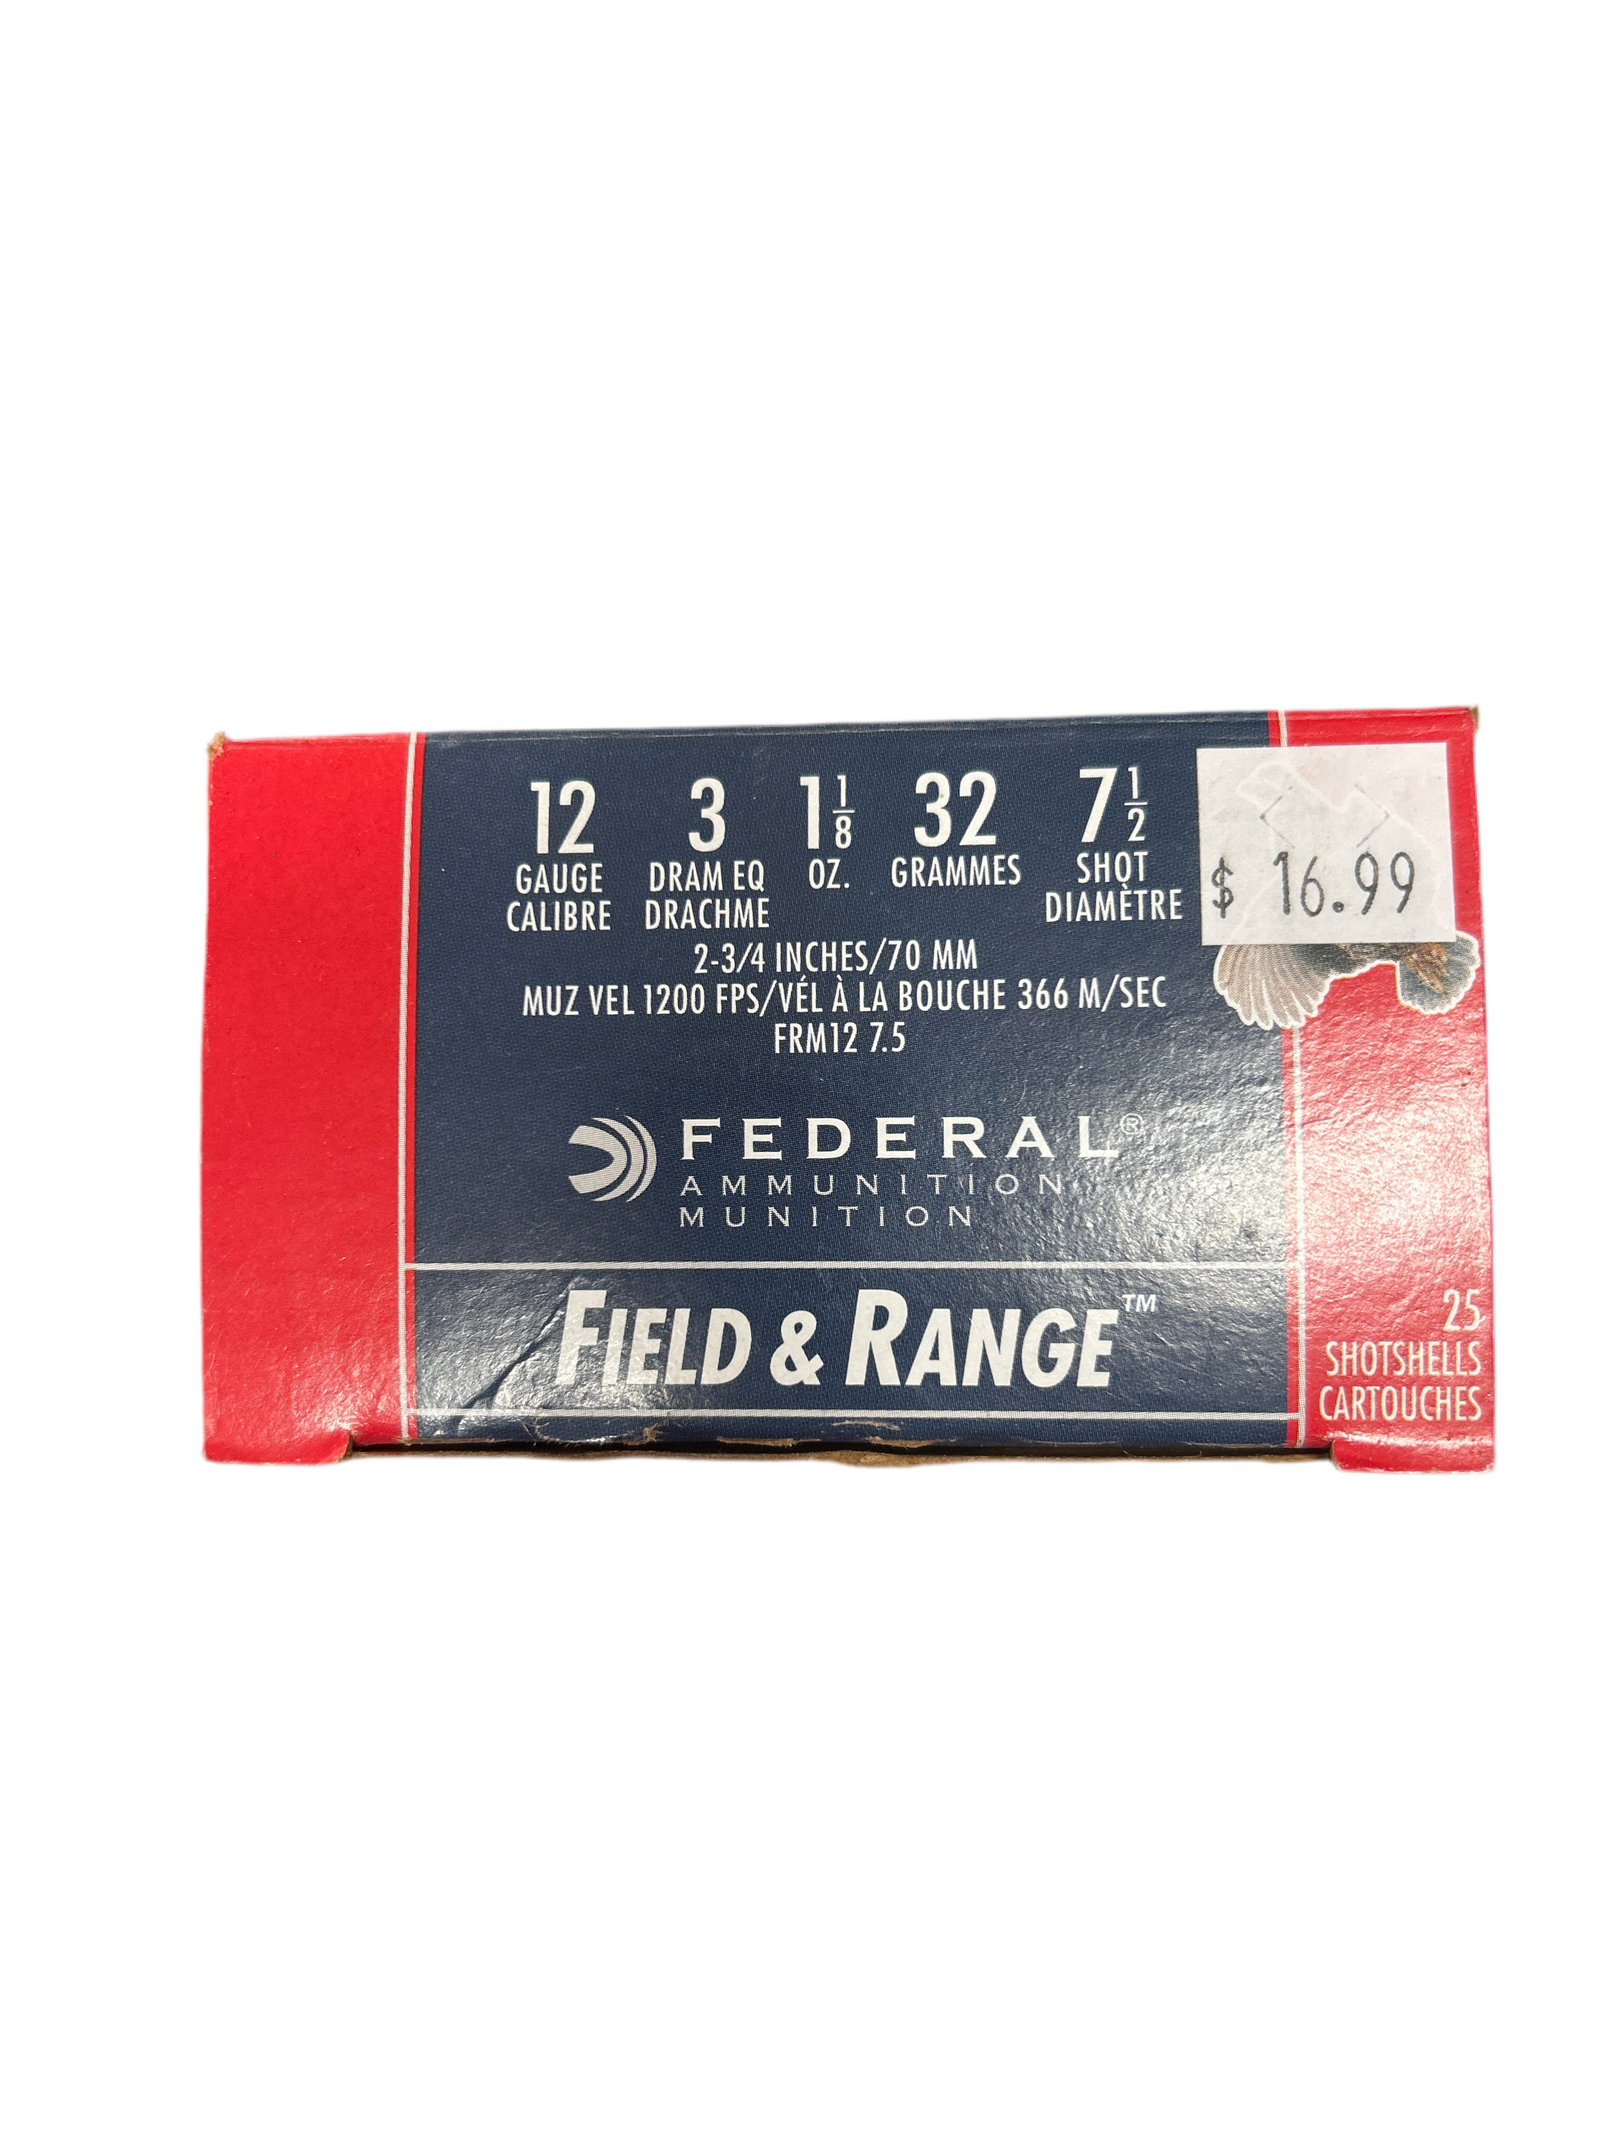 12 3 1 1/8 32 7 1/2
GAUGE DRAM EQ OZ. GRAMMES SHOT
CALIBRE DRACHME DIAMÈTRE
$ 16.99
2-3/4 INCHES/70 MM
MUZ VEL 1200 FPS/VÉL À LA BOUCHE 366 M/SEC
FRM12 7.5
FEDERAL®
AMMUNITION
MUNITION
FIELD & RANGE™
25
SHOTSHELLS
CARTOUCHES